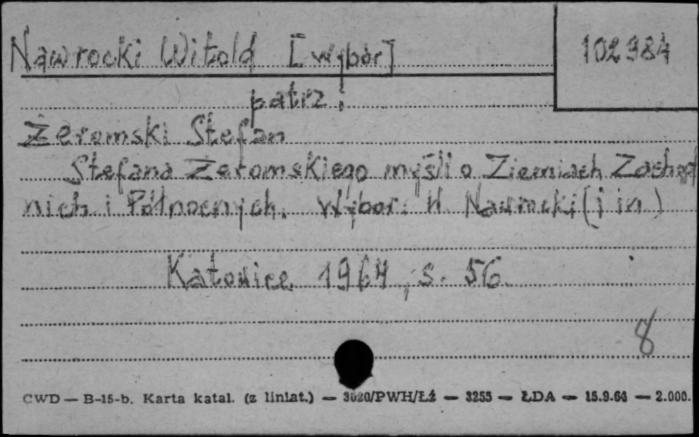 Nawrocki Witold [wybór]
102984
patrz:
Żeromski Stefan
Stefana Żeromskiego myśli o Ziemiach Zachod
nich i Północnych. Wybór: W Nawrocki (i in)
Katowice 1964, s. 56.
8
CWD — B-15-b. Karta katal. (z liniat.) — 3020/PWH/Łź — 3255 — ŁDA — 15.9.64 — 2.000.